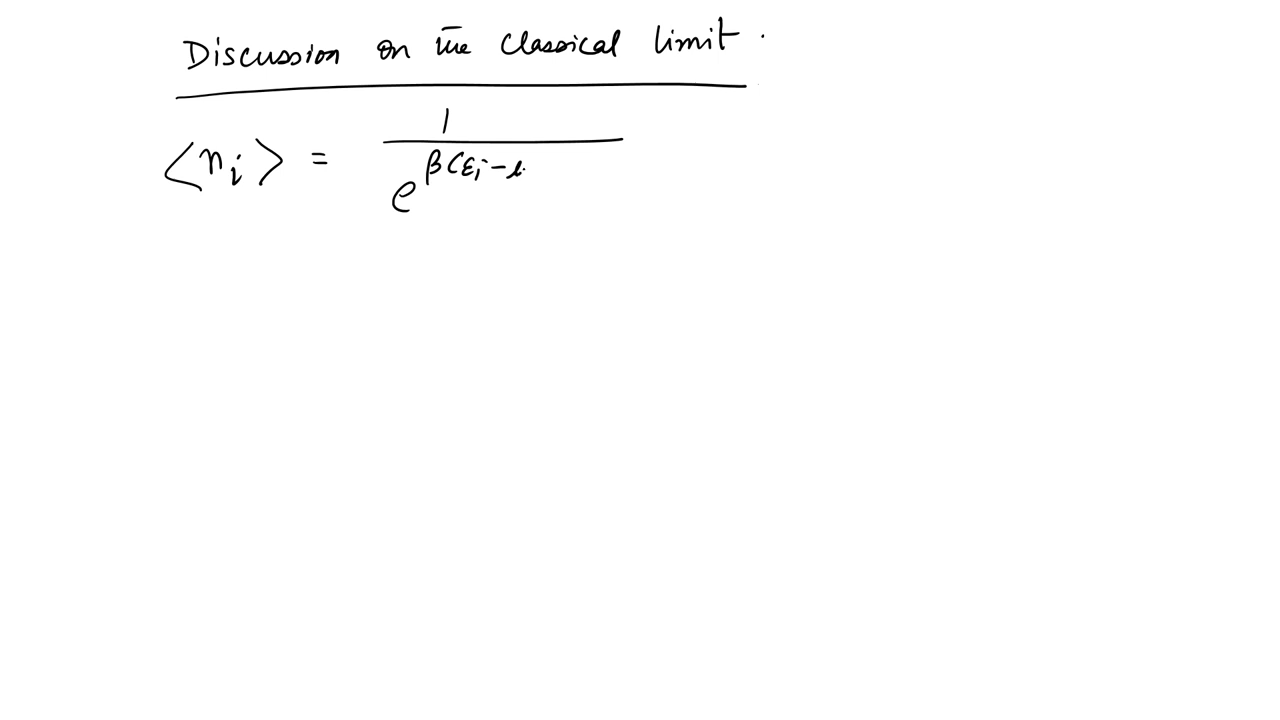 Discussion on the classical limit.
⟨n_i⟩ = 1 / e^{β(ε_i -